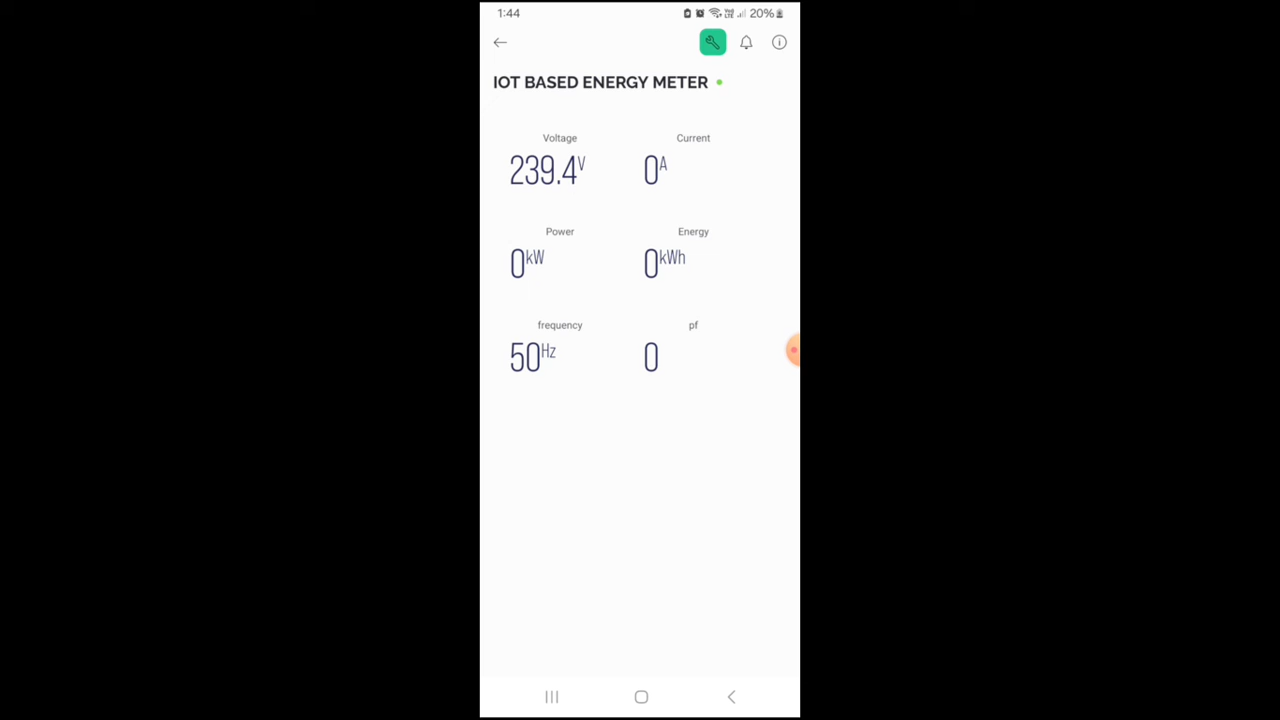 1:44 20%
IOT BASED ENERGY METER
Voltage Current
239.4V 0A
Power Energy
0kW 0kWh
frequency pf
50Hz 0